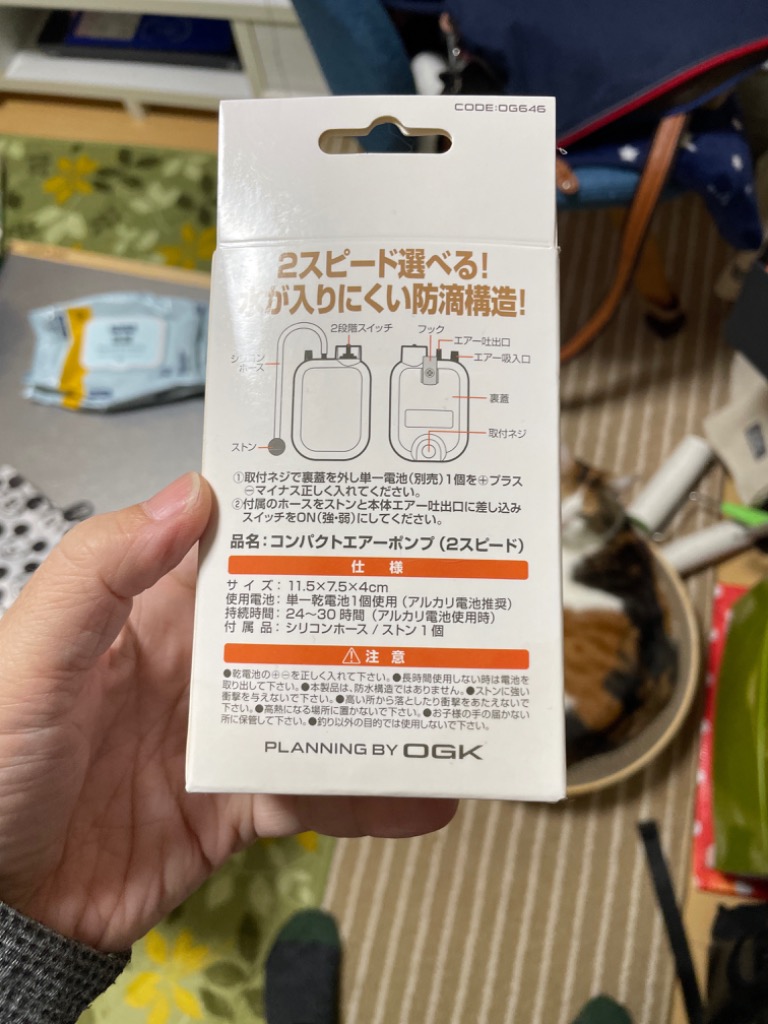 CODE:OG646
2スピード選べる!
水が入りにくい防滴構造!
2段階スイッチ
フック
エアー吐出口
シリコンホース
エアー吸入口
裏蓋
取付ネジ
ストン
①取付ネジで裏蓋を外し単一電池(別売)1個を⊕プラス
⊖マイナス正しく入れてください。
②付属のホースをストンと本体エアー吐出口に差し込み
スイッチをON(強・弱)にしてください。
品名:コンパクトエアーポンプ(2スピード)
仕様
サイズ:11.5×7.5×4cm
使用電池:単一乾電池1個使用(アルカリ電池推奨)
持続時間:24〜30時間(アルカリ電池使用時)
付属品:シリコンホース/ストン1個
⚠注意
●乾電池の⊕⊖を正しく入れて下さい。●長時間使用しない時は電池を
取り出して下さい。●本製品は、防水構造ではありません。●ストンに強い
衝撃を与えないで下さい。●高い所から落としたり衝撃をあたえないで
下さい。●高熱になる場所に置かないで下さい。●お子様の手の届かない
所に保管して下さい。●釣り以外の目的では使用しないで下さい。
PLANNING BY OGK